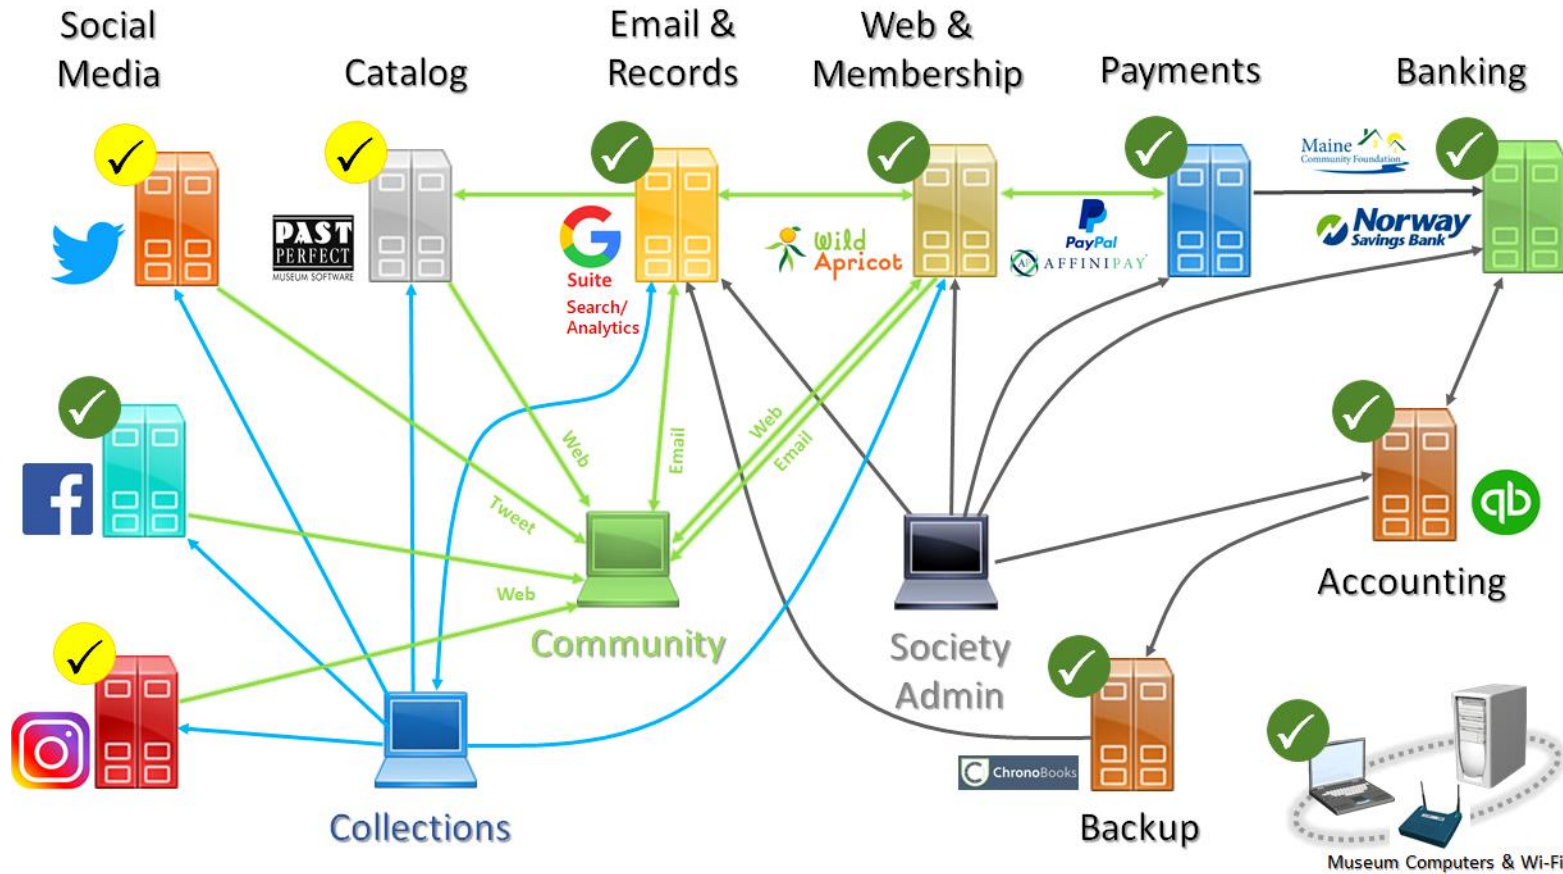 Social
Media
Catalog
Email &
Records
Web &
Membership
Payments
Banking
PAST
PERFECT
MUSEUM SOFTWARE
G
Suite
Search/
Analytics
Wild
Apricot
PayPal
AFFINIPAY
Maine
Community Foundation
Norway
Savings Bank
Web
Email
Web
Email
Tweet
Web
f
qb
Accounting
Community
Society
Admin
C ChronoBooks
Collections
Backup
Museum Computers & Wi-Fi